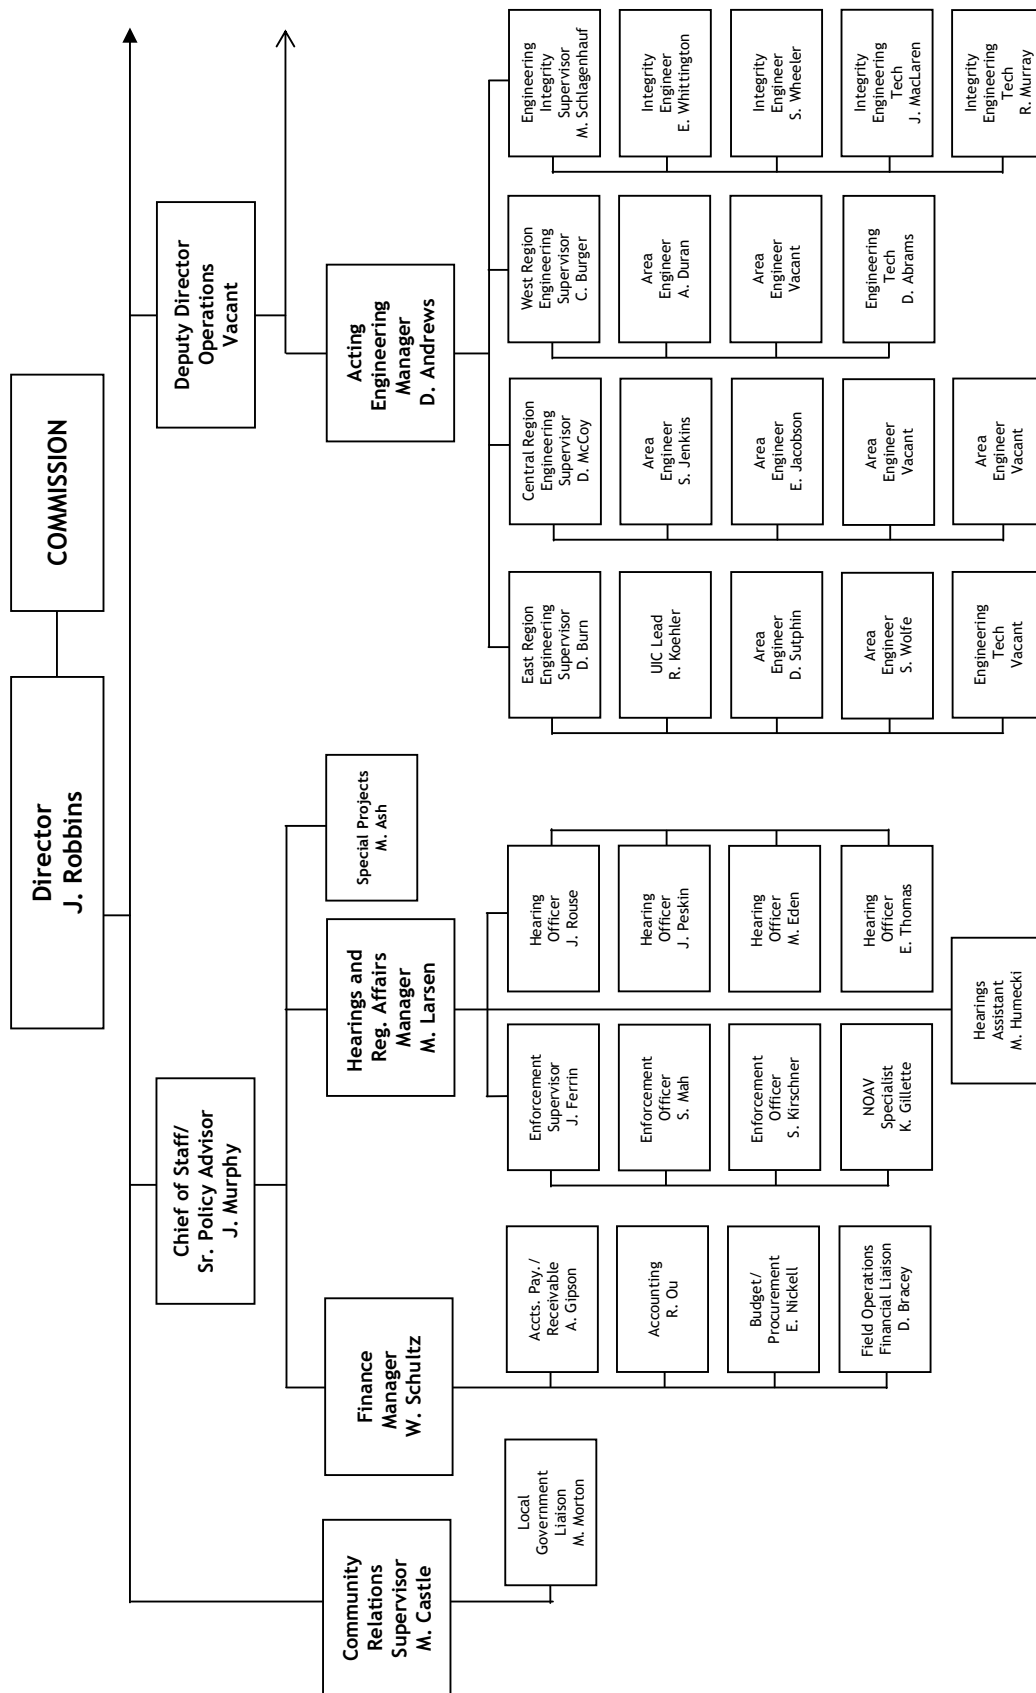 COMMISSION
Director
J. Robbins
Community
Relations
Supervisor
M. Castle
Local
Government
Liaison
M. Morton
Chief of Staff/
Sr. Policy Advisor
J. Murphy
Finance
Manager
W. Schultz
Accts. Pay./
Receivable
A. Gipson
Accounting
R. Ou
Budget/
Procurement
E. Nickell
Field Operations
Financial Liaison
D. Bracey
Hearings and
Reg. Affairs
Manager
M. Larsen
Enforcement
Supervisor
J. Ferrin
Enforcement
Officer
S. Mah
Enforcement
Officer
S. Kirschner
NOAV
Specialist
K. Gillette
Hearing
Officer
J. Rouse
Hearing
Officer
J. Peskin
Hearing
Officer
M. Eden
Hearing
Officer
E. Thomas
Hearings
Assistant
M. Humecki
Special Projects
M. Ash
Deputy Director
Operations
Vacant
Acting
Engineering
Manager
D. Andrews
East Region
Engineering
Supervisor
D. Burn
UIC Lead
R. Koehler
Area
Engineer
D. Sutphin
Area
Engineer
S. Wolfe
Engineering
Tech
Vacant
Central Region
Engineering
Supervisor
D. McCoy
Area
Engineer
S. Jenkins
Area
Engineer
E. Jacobson
Area
Engineer
Vacant
Area
Engineer
Vacant
West Region
Engineering
Supervisor
C. Burger
Area
Engineer
A. Duran
Area
Engineer
Vacant
Engineering
Tech
D. Abrams
Engineering
Integrity
Supervisor
M. Schlagenhauf
Integrity
Engineer
E. Whittington
Integrity
Engineer
S. Wheeler
Integrity
Engineering
Tech
J. MacLaren
Integrity
Engineering
Tech
R. Murray